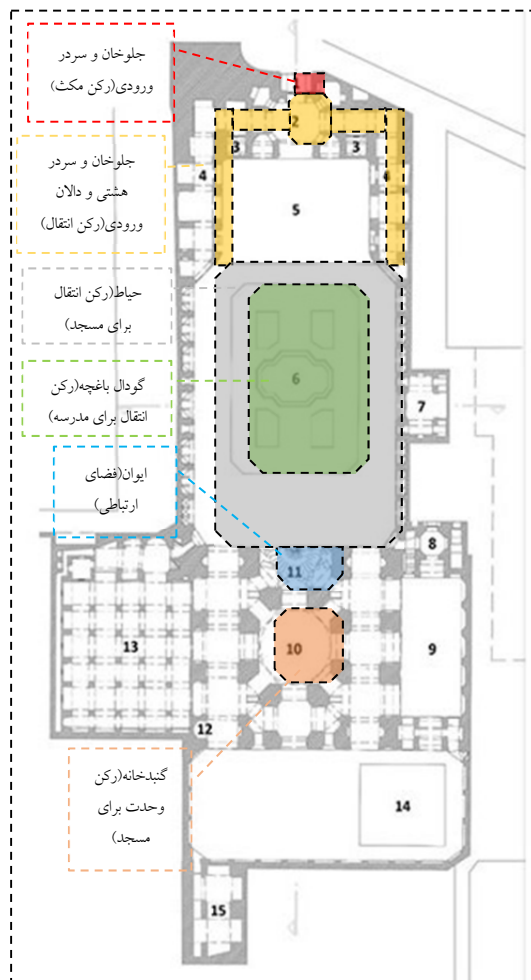 جلوخان و سردر
ورودی(رکن مکث)
جلوخان و سردر
هشتی و دالان
ورودی(رکن انتقال)
حیاط(رکن انتقال
برای مسجد)
گودال باغچه(رکن
انتقال برای مدرسه)
ایوان(فضای
ارتباطی)
گنبدخانه(رکن
وحدت برای
مسجد)
2
3
3
4
4
5
6
7
8
9
10
11
12
13
14
15